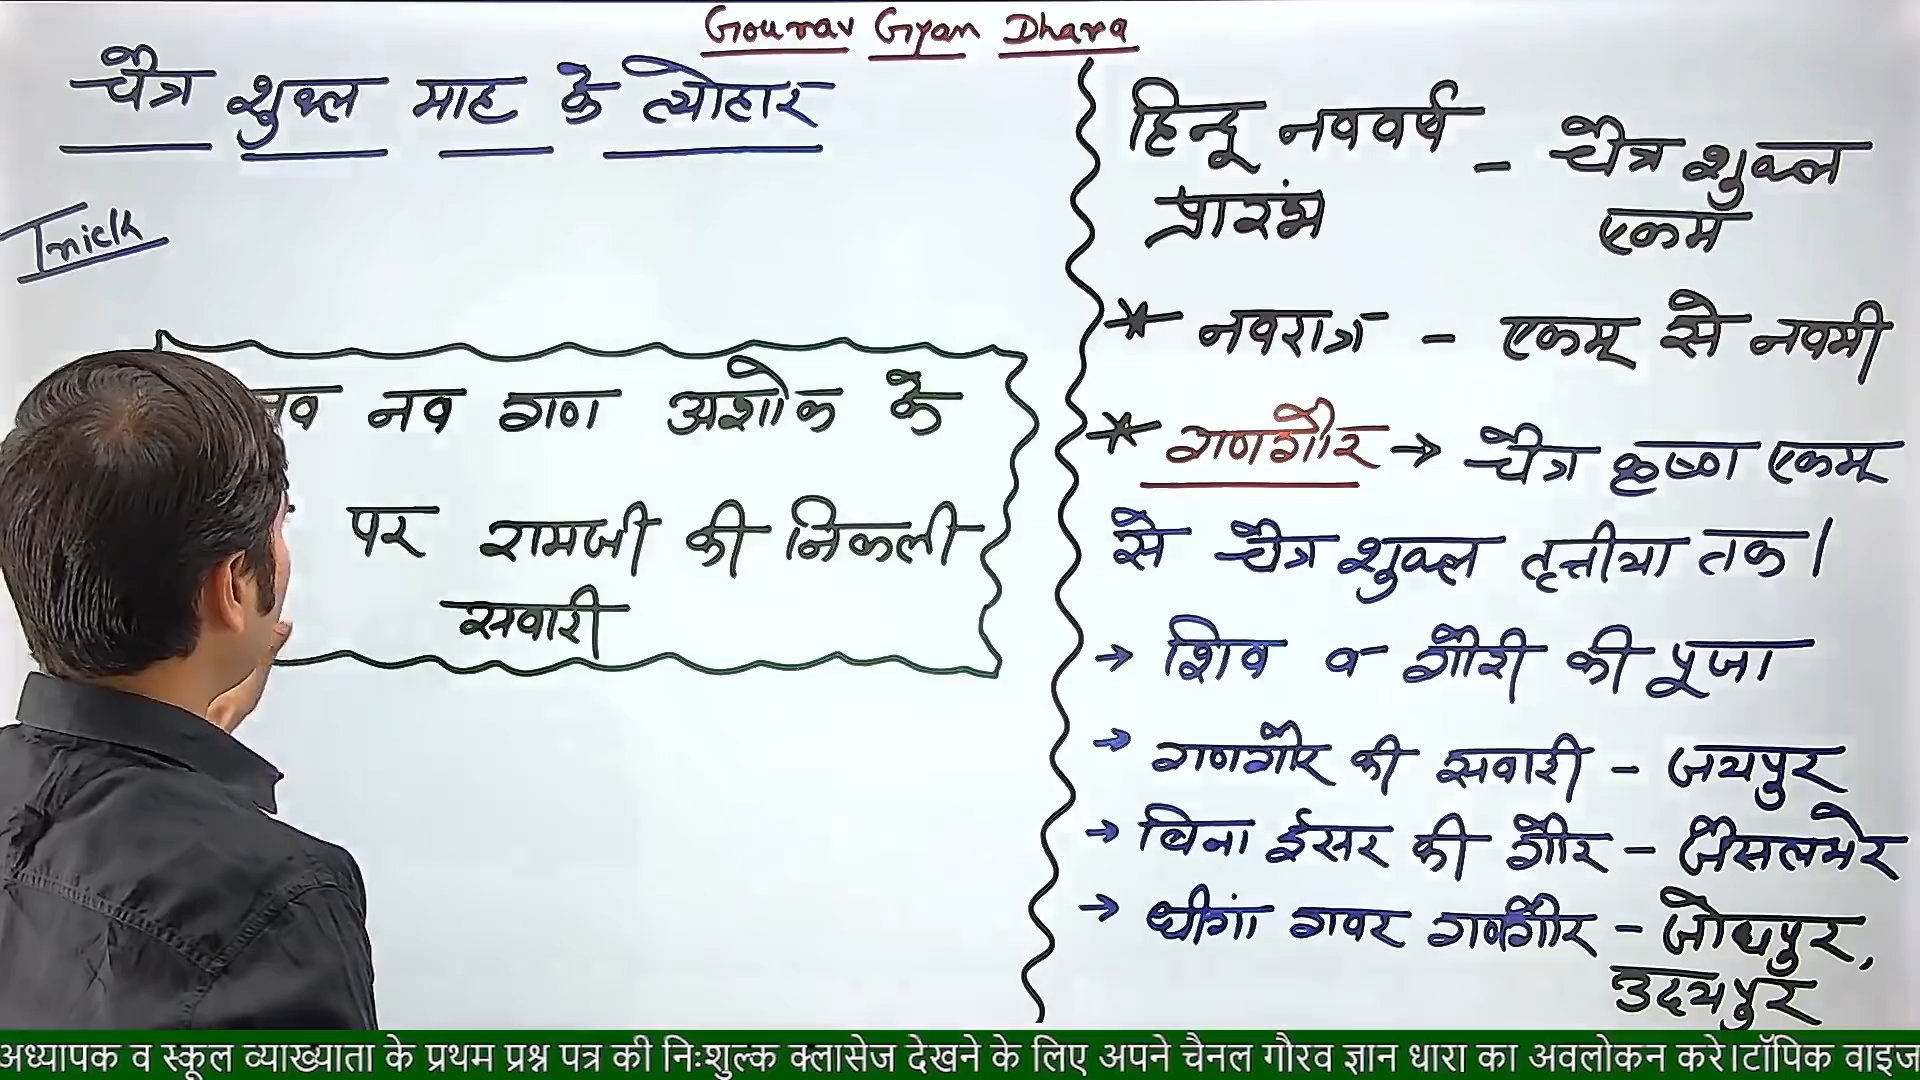 Gourav Gyan Dhara
चैत्र शुक्ल माह के त्योहार
Trick
नव गण अशोक के
पर रामजी की निकली
सवारी
हिन्दू नववर्ष - चैत्र शुक्ल
प्रारंभ एकम
* नवरात्र - एकम् से नवमी
* गणगौर → चैत्र कृष्ण एकम्
से चैत्र शुक्ल तृत्तीया तक।
→ शिव व गौरी की पूजा
→ गणगौर की सवारी - जयपुर
→ बिना ईसर की गौर - जैसलमेर
→ धींगा गवर गणगौर - जोधपुर,
उदयपुर
अध्यापक व स्कूल व्याख्याता के प्रथम प्रश्न पत्र की निःशुल्क क्लासेज देखने के लिए अपने चैनल गौरव ज्ञान धारा का अवलोकन करे।टॉपिक वाइज